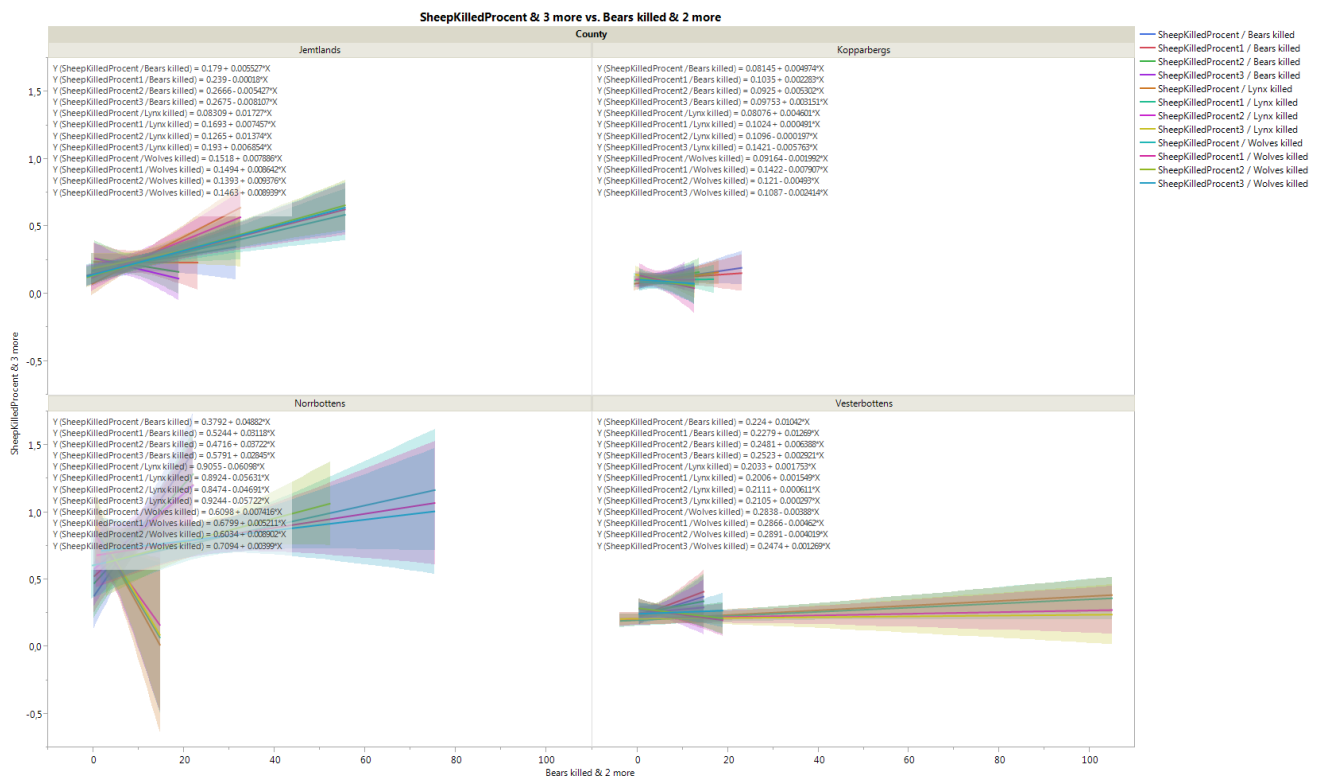 SheepKilledProcent & 3 more vs. Bears killed & 2 more
County
Jemtlands
Kopparbergs
Y (SheepKilledProcent /Bears killed) = 0.179 + 0.005527*X
Y (SheepKilledProcent1 /Bears killed) = 0.239 - 0.00018*X
Y (SheepKilledProcent2 /Bears killed) = 0.2666 - 0.005427*X
Y (SheepKilledProcent3 /Bears killed) = 0.2675 - 0.008107*X
Y (SheepKilledProcent /Lynx killed) = 0.08309 + 0.01727*X
Y (SheepKilledProcent1 /Lynx killed) = 0.1693 + 0.007457*X
Y (SheepKilledProcent2 /Lynx killed) = 0.1265 + 0.01374*X
Y (SheepKilledProcent3 /Lynx killed) = 0.193 + 0.006854*X
Y (SheepKilledProcent /Wolves killed) = 0.1518 + 0.007886*X
Y (SheepKilledProcent1 /Wolves killed) = 0.1494 + 0.008642*X
Y (SheepKilledProcent2 /Wolves killed) = 0.1393 + 0.009376*X
Y (SheepKilledProcent3 /Wolves killed) = 0.1463 + 0.008939*X
Y (SheepKilledProcent /Bears killed) = 0.08145 + 0.004974*X
Y (SheepKilledProcent1 /Bears killed) = 0.1035 + 0.002283*X
Y (SheepKilledProcent2 /Bears killed) = 0.0925 + 0.005302*X
Y (SheepKilledProcent3 /Bears killed) = 0.09753 + 0.003151*X
Y (SheepKilledProcent /Lynx killed) = 0.08076 + 0.004601*X
Y (SheepKilledProcent1 /Lynx killed) = 0.1024 + 0.000491*X
Y (SheepKilledProcent2 /Lynx killed) = 0.1096 - 0.000197*X
Y (SheepKilledProcent3 /Lynx killed) = 0.1421 - 0.005763*X
Y (SheepKilledProcent /Wolves killed) = 0.09164 - 0.001992*X
Y (SheepKilledProcent1 /Wolves killed) = 0.1422 - 0.007907*X
Y (SheepKilledProcent2 /Wolves killed) = 0.121 - 0.00493*X
Y (SheepKilledProcent3 /Wolves killed) = 0.1087 - 0.002414*X
1,5
1,0
0,5
0,0
-0,5
SheepKilledProcent & 3 more
Norrbottens
Vesterbottens
Y (SheepKilledProcent /Bears killed) = 0.3792 + 0.04882*X
Y (SheepKilledProcent1 /Bears killed) = 0.5244 + 0.03118*X
Y (SheepKilledProcent2 /Bears killed) = 0.4716 + 0.03722*X
Y (SheepKilledProcent3 /Bears killed) = 0.5791 + 0.02845*X
Y (SheepKilledProcent /Lynx killed) = 0.9055 - 0.06098*X
Y (SheepKilledProcent1 /Lynx killed) = 0.8924 - 0.05631*X
Y (SheepKilledProcent2 /Lynx killed) = 0.8474 - 0.04691*X
Y (SheepKilledProcent3 /Lynx killed) = 0.9244 - 0.05722*X
Y (SheepKilledProcent /Wolves killed) = 0.6098 + 0.007416*X
Y (SheepKilledProcent1 /Wolves killed) = 0.6799 + 0.005211*X
Y (SheepKilledProcent2 /Wolves killed) = 0.6034 + 0.008902*X
Y (SheepKilledProcent3 /Wolves killed) = 0.7094 + 0.00399*X
Y (SheepKilledProcent /Bears killed) = 0.224 + 0.01042*X
Y (SheepKilledProcent1 /Bears killed) = 0.2279 + 0.01269*X
Y (SheepKilledProcent2 /Bears killed) = 0.2481 + 0.006388*X
Y (SheepKilledProcent3 /Bears killed) = 0.2523 + 0.002921*X
Y (SheepKilledProcent /Lynx killed) = 0.2033 + 0.001753*X
Y (SheepKilledProcent1 /Lynx killed) = 0.2006 + 0.001549*X
Y (SheepKilledProcent2 /Lynx killed) = 0.2111 + 0.000611*X
Y (SheepKilledProcent3 /Lynx killed) = 0.2105 + 0.000297*X
Y (SheepKilledProcent /Wolves killed) = 0.2838 - 0.00388*X
Y (SheepKilledProcent1 /Wolves killed) = 0.2866 - 0.00462*X
Y (SheepKilledProcent2 /Wolves killed) = 0.2891 - 0.004019*X
Y (SheepKilledProcent3 /Wolves killed) = 0.2474 + 0.001269*X
1,5
1,0
0,5
0,0
-0,5
0 20 40 60 80 100
0 20 40 60 80 100
Bears killed & 2 more
SheepKilledProcent / Bears killed
SheepKilledProcent1 / Bears killed
SheepKilledProcent2 / Bears killed
SheepKilledProcent3 / Bears killed
SheepKilledProcent / Lynx killed
SheepKilledProcent1 / Lynx killed
SheepKilledProcent2 / Lynx killed
SheepKilledProcent3 / Lynx killed
SheepKilledProcent / Wolves killed
SheepKilledProcent1 / Wolves killed
SheepKilledProcent2 / Wolves killed
SheepKilledProcent3 / Wolves killed